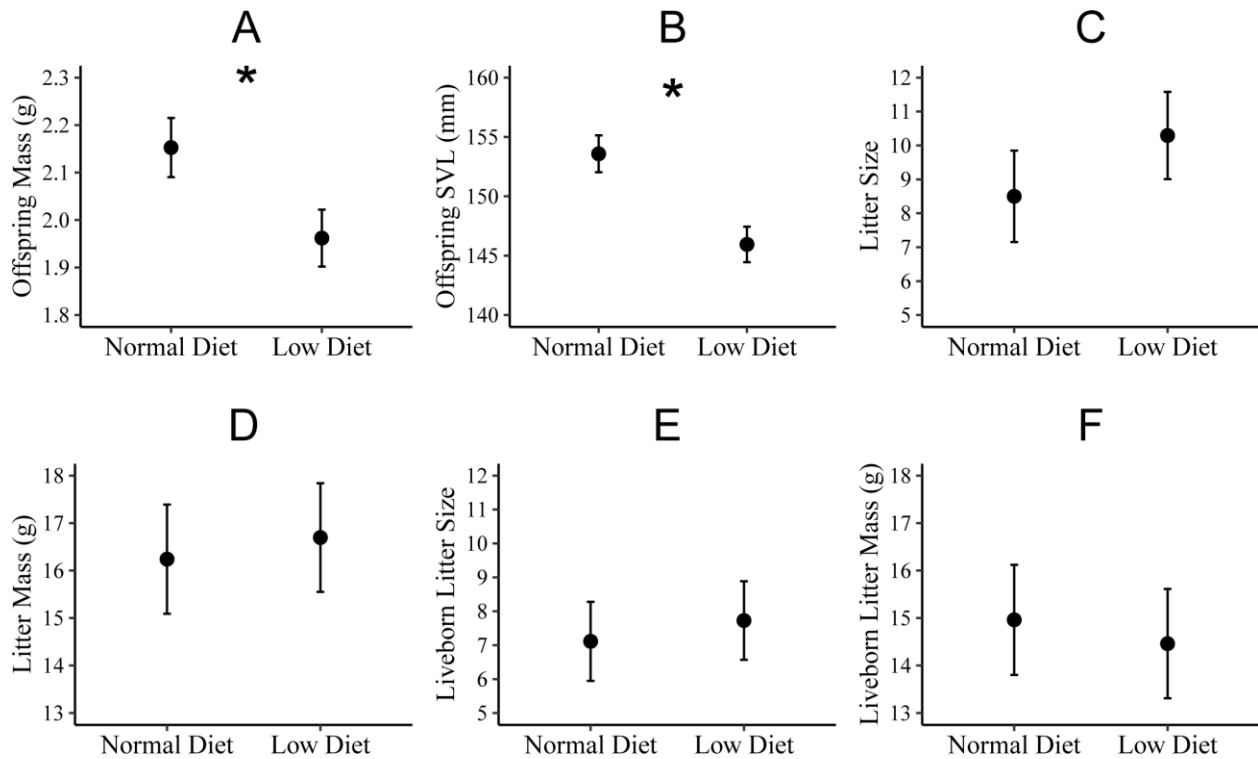 A
*
Offspring Mass (g)
2.3
2.2
2.1
2.0
1.9
1.8
Normal Diet Low Diet
B
*
Offspring SVL (mm)
160
155
150
145
140
Normal Diet Low Diet
C
Litter Size
12
11
10
9
8
7
6
5
Normal Diet Low Diet
D
Litter Mass (g)
18
17
16
15
14
13
Normal Diet Low Diet
E
Liveborn Litter Size
12
11
10
9
8
7
6
5
Normal Diet Low Diet
F
Liveborn Litter Mass (g)
18
17
16
15
14
13
Normal Diet Low Diet